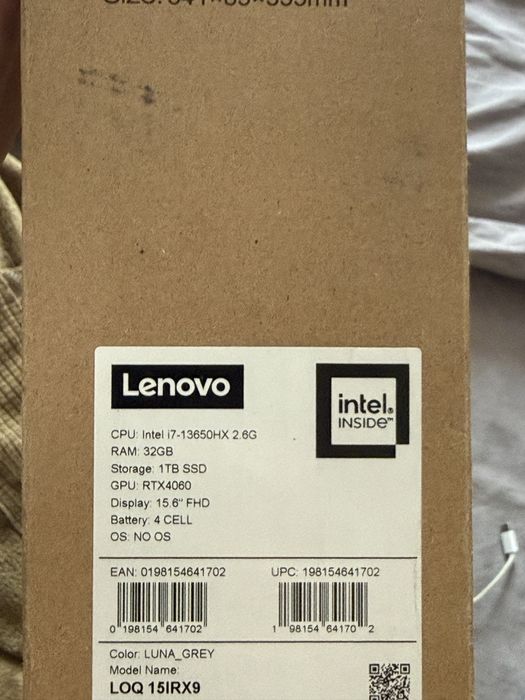 Lenovo
intel.
INSIDE™
CPU: Intel i7-13650HX 2.6G
RAM: 32GB
Storage: 1TB SSD
GPU: RTX4060
Display: 15.6" FHD
Battery: 4 CELL
OS: NO OS
EAN: 0198154641702
UPC: 198154641702
0 198154 641702
1 98154 64170 2
Color: LUNA_GREY
Model Name:
LOQ 15IRX9